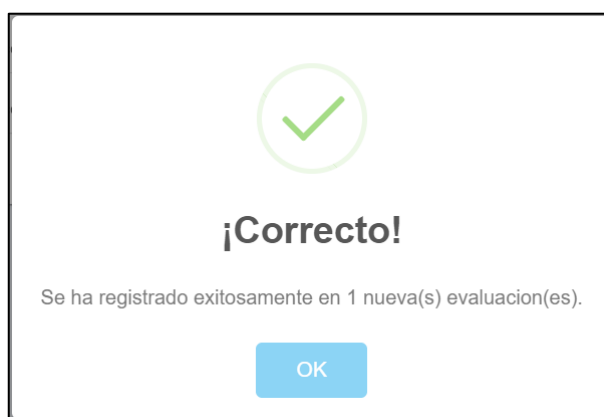 ¡Correcto!
Se ha registrado exitosamente en 1 nueva(s) evaluacion(es).
OK